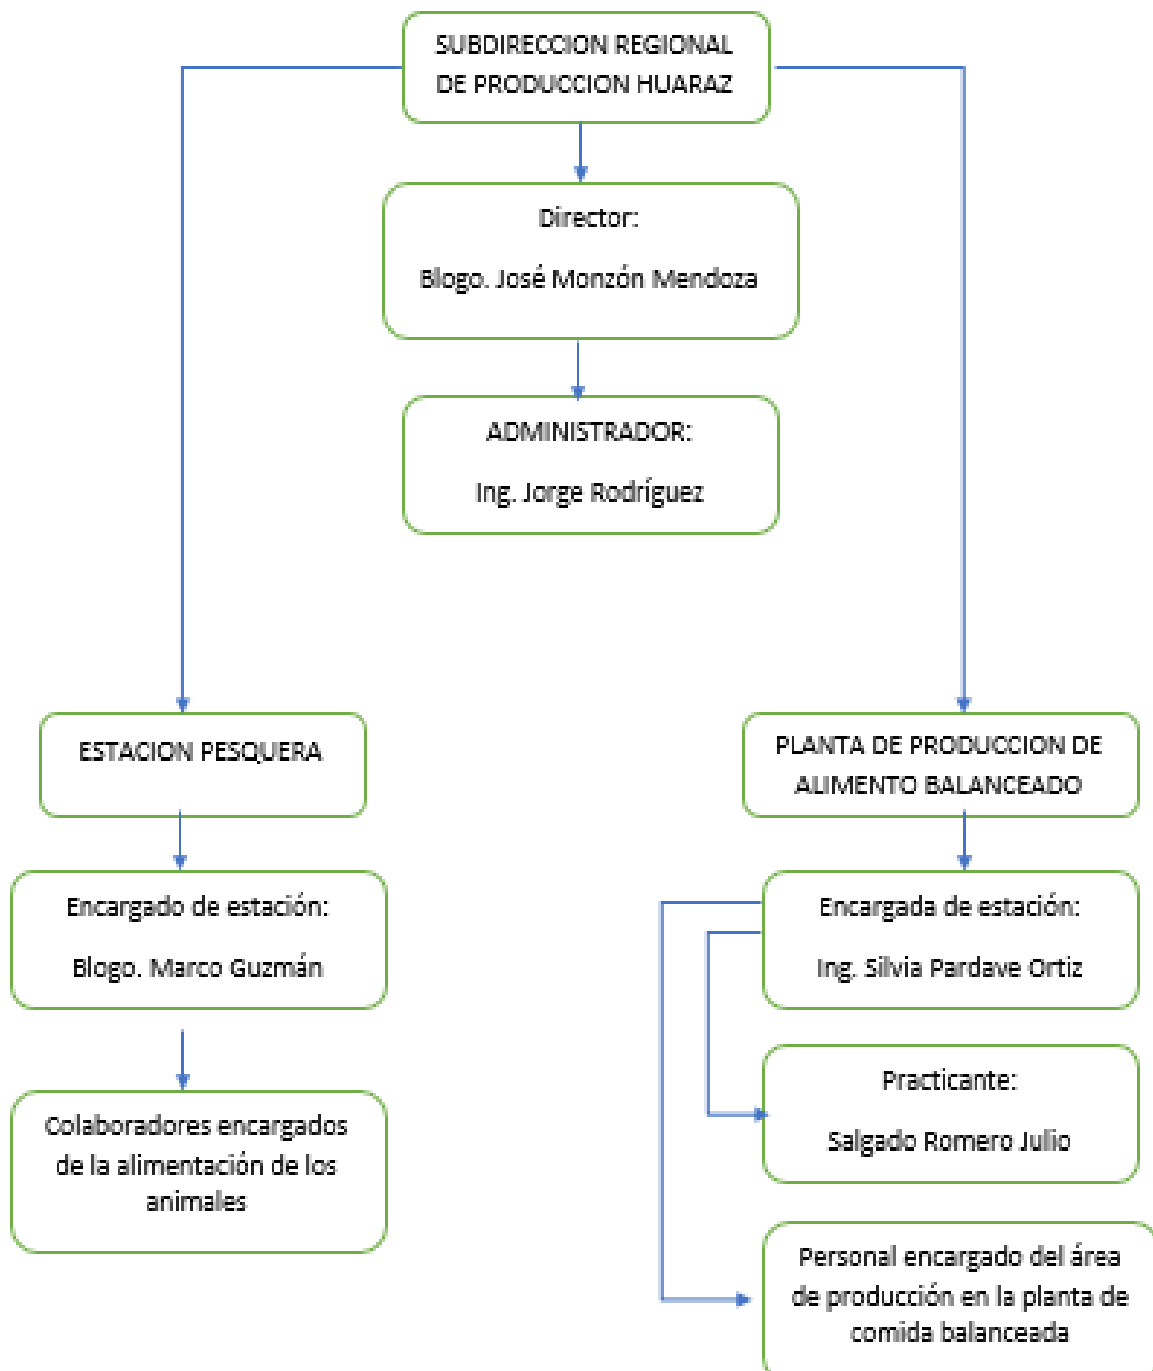 SUBDIRECCION REGIONAL
DE PRODUCCION HUARAZ
Director:
Blogo. José Monzón Mendoza
ADMINISTRADOR:
Ing. Jorge Rodríguez
ESTACION PESQUERA
Encargado de estación:
Blogo. Marco Guzmán
Colaboradores encargados
de la alimentación de los
animales
PLANTA DE PRODUCCION DE
ALIMENTO BALANCEADO
Encargada de estación:
Ing. Silvia Pardave Ortiz
Practicante:
Salgado Romero Julio
Personal encargado del área
de producción en la planta de
comida balanceada